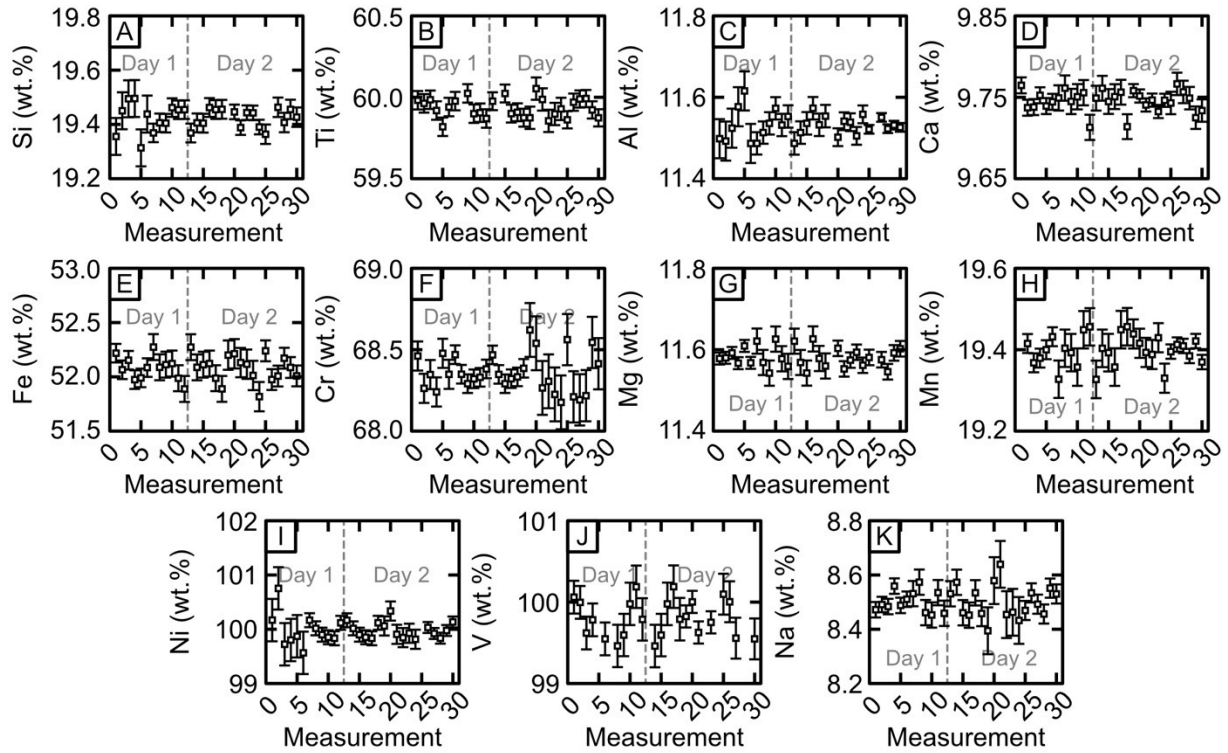 A
Si (wt.%)
19.8
19.6
19.4
19.2
Day 1
Day 2
0 5 10 15 20 25 30
Measurement
B
Ti (wt.%)
60.5
60.0
59.5
Day 1
Day 2
0 5 10 15 20 25 30
Measurement
C
Al (wt.%)
11.8
11.6
11.4
Day 1
Day 2
0 5 10 15 20 25 30
Measurement
D
Ca (wt.%)
9.85
9.75
9.65
Day 1
Day 2
0 5 10 15 20 25 30
Measurement
E
Fe (wt.%)
53.0
52.5
52.0
51.5
Day 1
Day 2
0 5 10 15 20 25 30
Measurement
F
Cr (wt.%)
69.0
68.5
68.0
Day 1
Day 2
0 5 10 15 20 25 30
Measurement
G
Mg (wt.%)
11.8
11.6
11.4
Day 1
Day 2
0 5 10 15 20 25 30
Measurement
H
Mn (wt.%)
19.6
19.4
19.2
Day 1
Day 2
0 5 10 15 20 25 30
Measurement
I
Ni (wt.%)
102
101
100
99
Day 1
Day 2
0 5 10 15 20 25 30
Measurement
J
V (wt.%)
101
100
99
Day 1
Day 2
0 5 10 15 20 25 30
Measurement
K
Na (wt.%)
8.8
8.6
8.4
8.2
Day 1
Day 2
0 5 10 15 20 25 30
Measurement